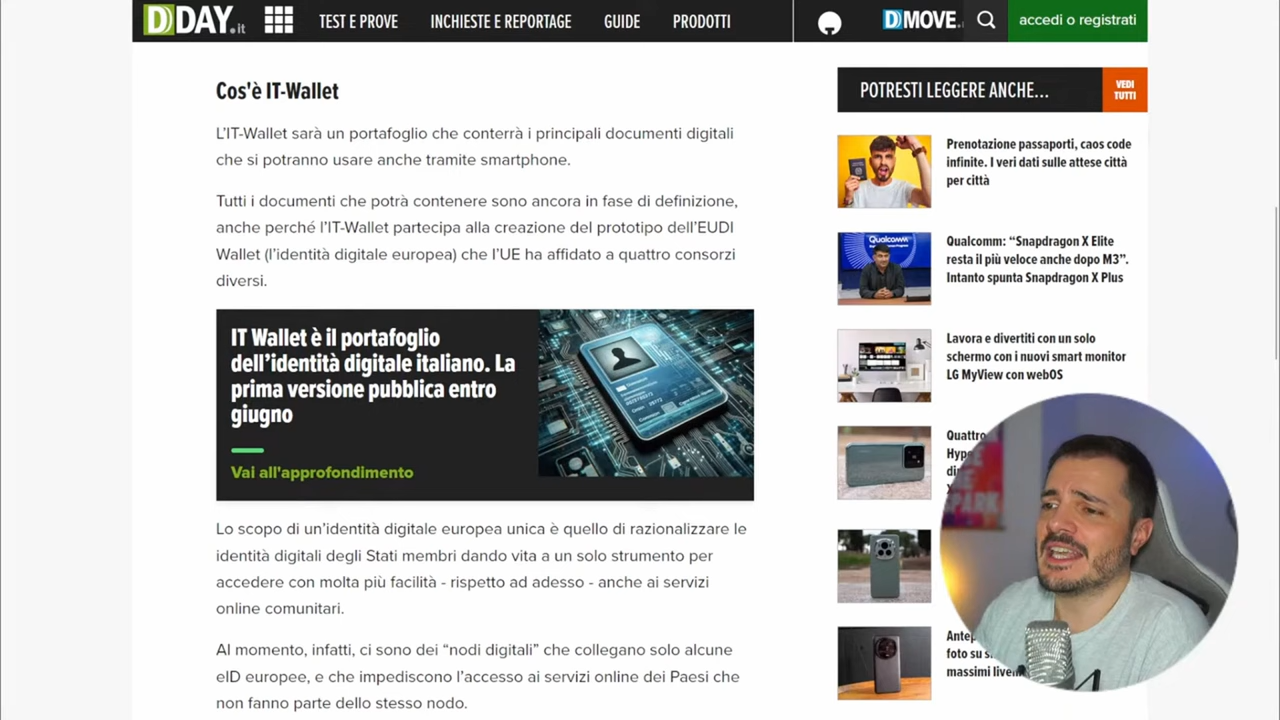 DDAY.it
TEST E PROVE
INCHIESTE E REPORTAGE
GUIDE
PRODOTTI
DMOVE.
accedi o registrati
Cos'è IT-Wallet
L'IT-Wallet sarà un portafoglio che conterrà i principali documenti digitali
che si potranno usare anche tramite smartphone.
Tutti i documenti che potrà contenere sono ancora in fase di definizione,
anche perché l'IT-Wallet partecipa alla creazione del prototipo dell'EUDI
Wallet (l'identità digitale europea) che l'UE ha affidato a quattro consorzi
diversi.
IT Wallet è il portafoglio
dell'identità digitale italiano. La
prima versione pubblica entro
giugno
Vai all'approfondimento
Lo scopo di un'identità digitale europea unica è quello di razionalizzare le
identità digitali degli Stati membri dando vita a un solo strumento per
accedere con molta più facilità - rispetto ad adesso - anche ai servizi
online comunitari.
Al momento, infatti, ci sono dei “nodi digitali” che collegano solo alcune
eID europee, e che impediscono l'accesso ai servizi online dei Paesi che
non fanno parte dello stesso nodo.
POTRESTI LEGGERE ANCHE...
VEDI
TUTTI
Prenotazione passaporti, caos code
infinite. I veri dati sulle attese città
per città
Qualcomm
Qualcomm: “Snapdragon X Elite
resta il più veloce anche dopo M3”.
Intanto spunta Snapdragon X Plus
Lavora e divertiti con un solo
schermo con i nuovi smart monitor
LG MyView con webOS
Quattro
Hype
di
X
Antep
foto su s
massimi livel
SPARK